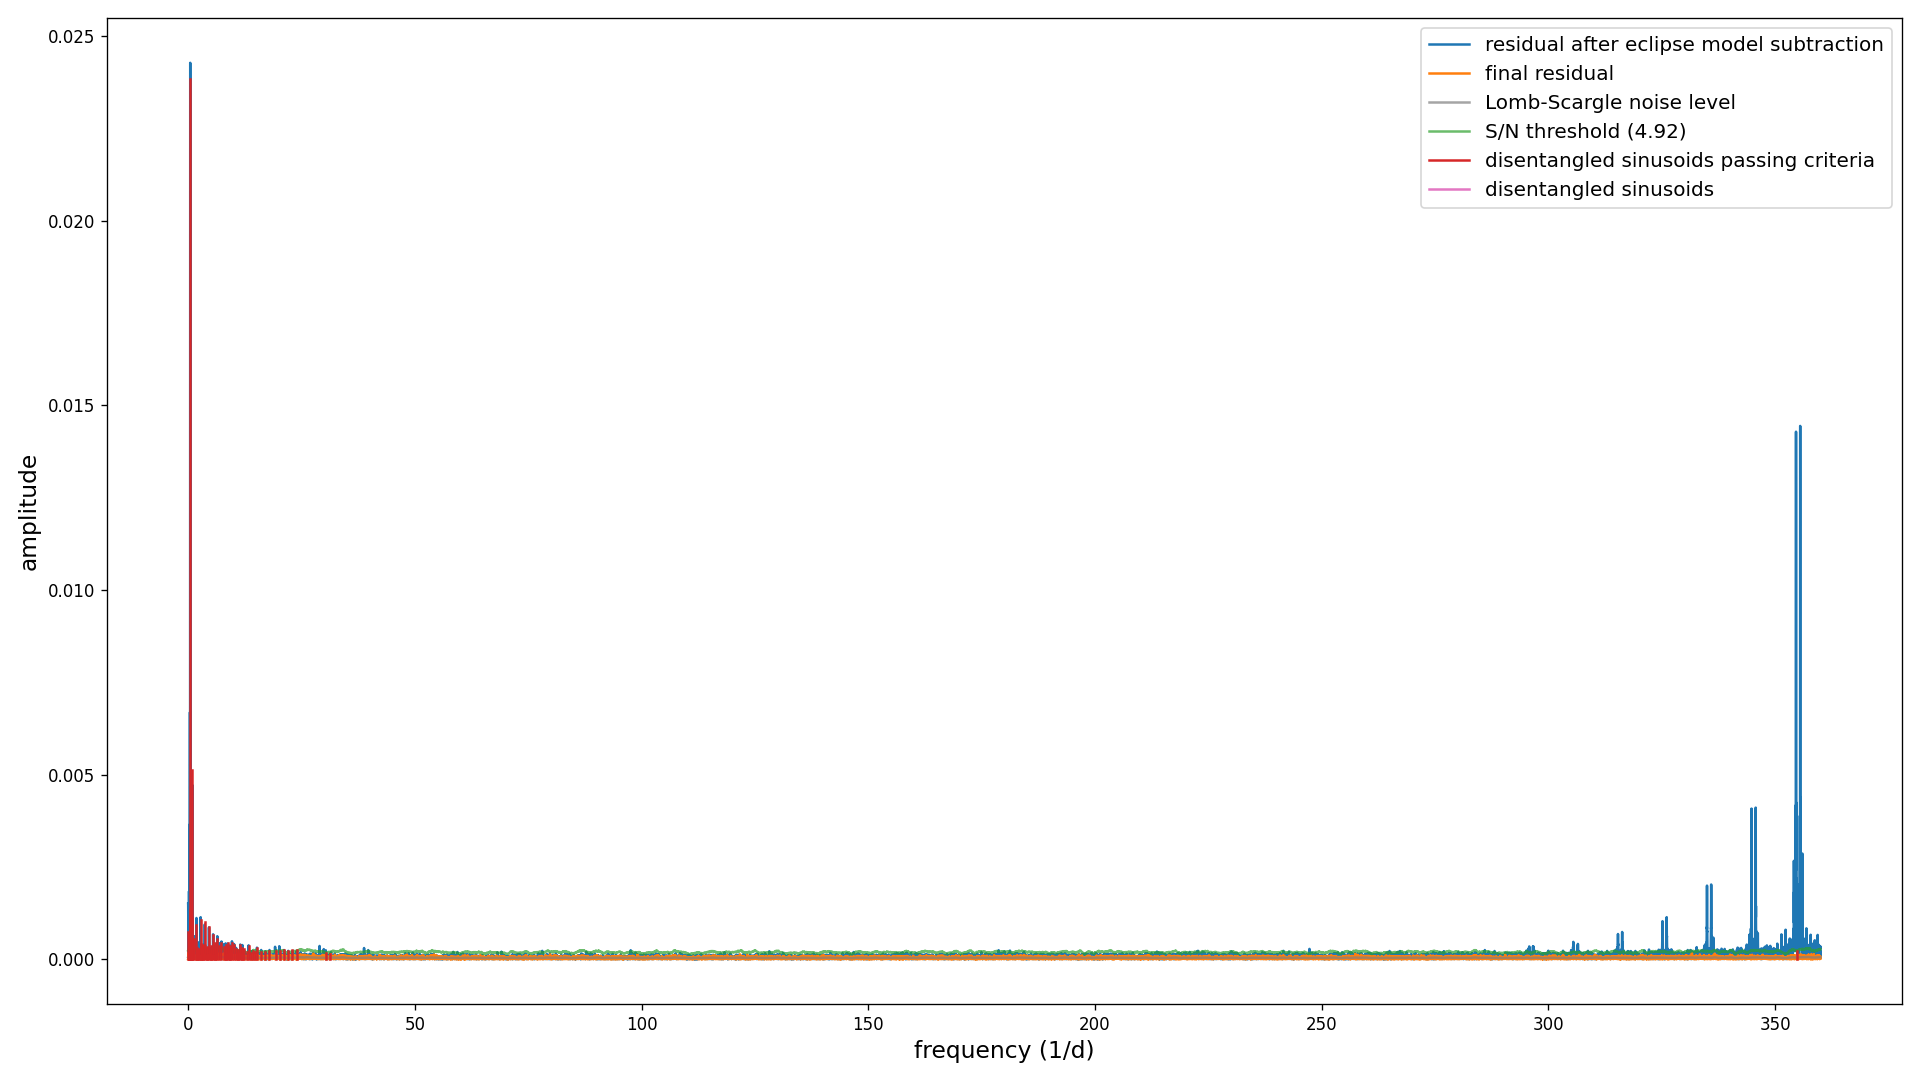 residual after eclipse model subtraction
final residual
Lomb-Scargle noise level
S/N threshold (4.92)
disentangled sinusoids passing criteria
disentangled sinusoids
0.025
0.020
0.015
0.010
0.005
0.000
amplitude
0 50 100 150 200 250 300 350
frequency (1/d)